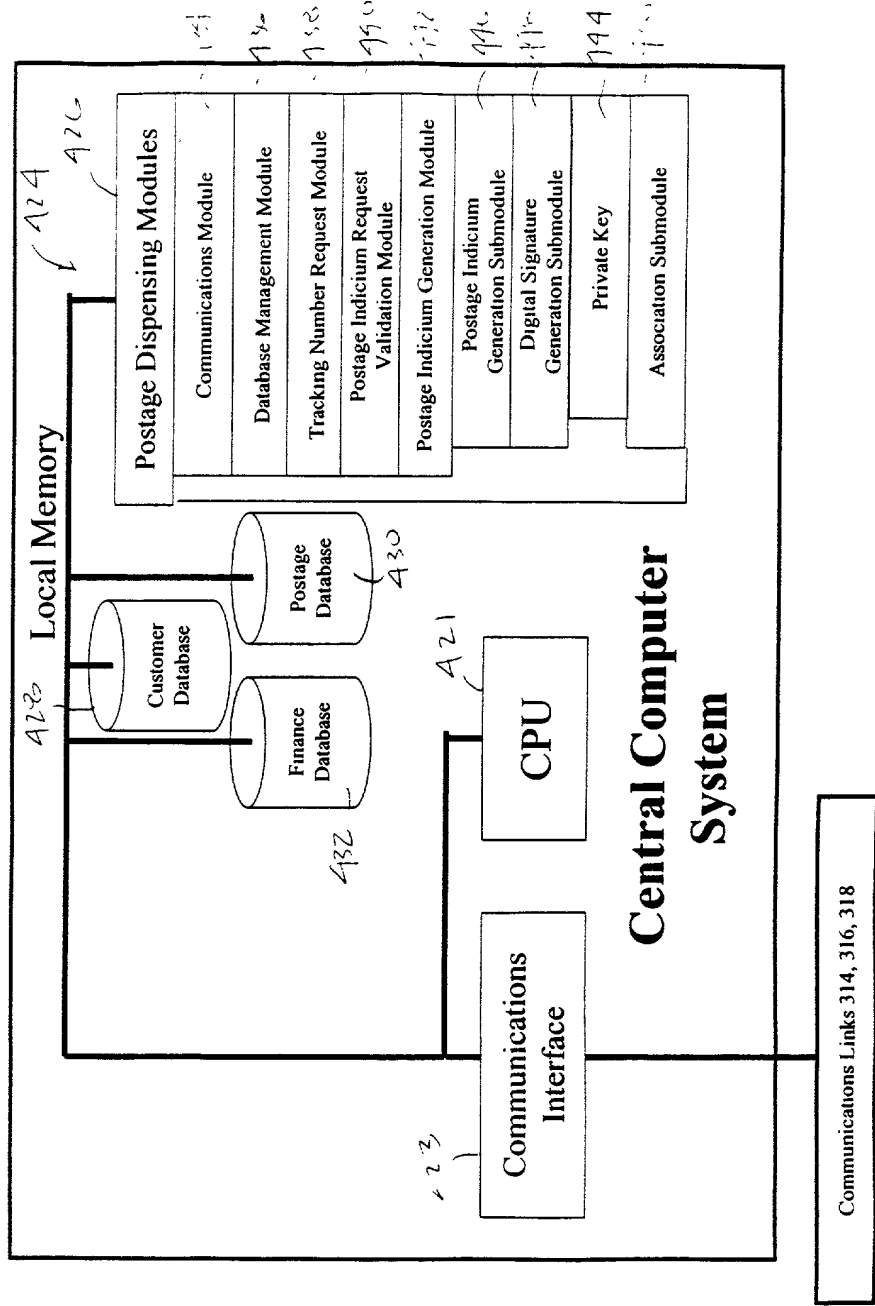 Local Memory
424
426
Postage Dispensing Modules
Communications Module
Database Management Module
Tracking Number Request Module
Postage Indicium Request
Validation Module
Postage Indicium Generation Module
Postage Indicium
Generation Submodule
Digital Signature
Generation Submodule
Private Key
444
Association Submodule
428
Customer
Database
Finance
Database
432
Postage
Database
430
CPU
421
Communications
Interface
Central Computer
System
Communications Links 314, 316, 318